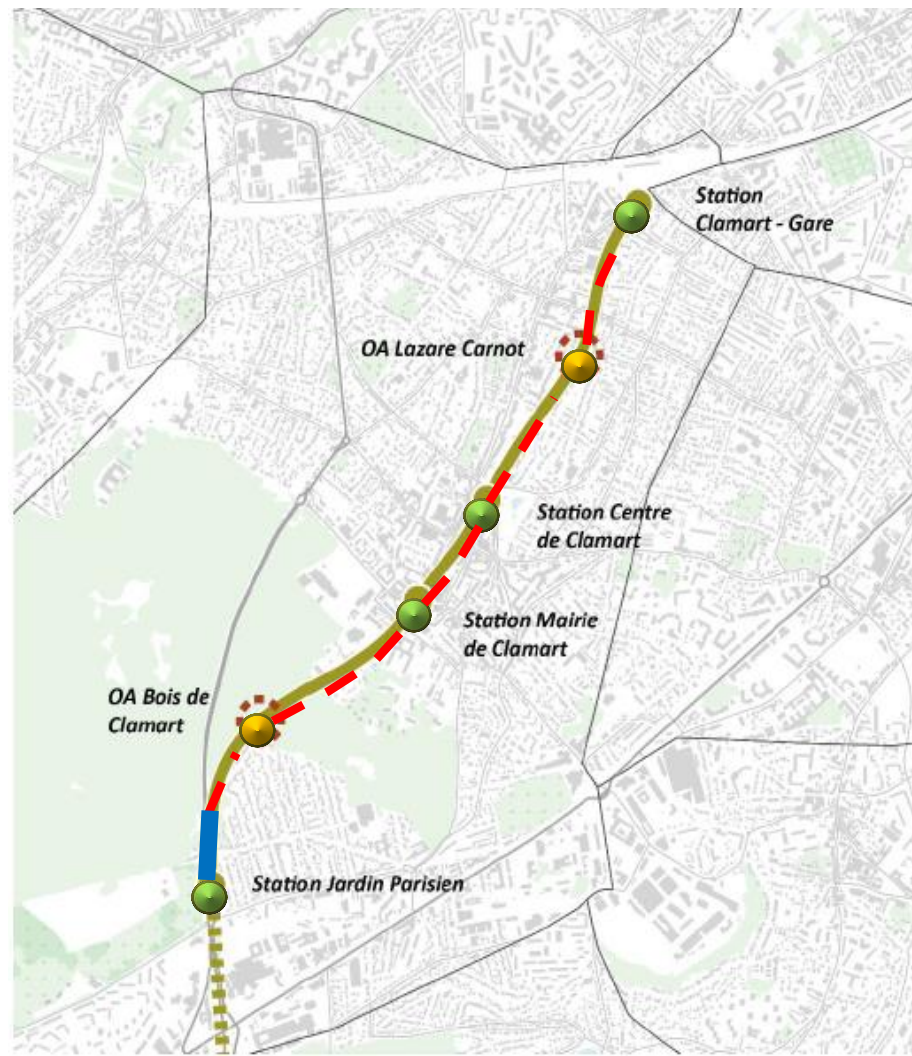 Station
Clamart - Gare
OA Lazare Carnot
Station Centre
de Clamart
Station Mairie
de Clamart
OA Bois de
Clamart
Station Jardin Parisien